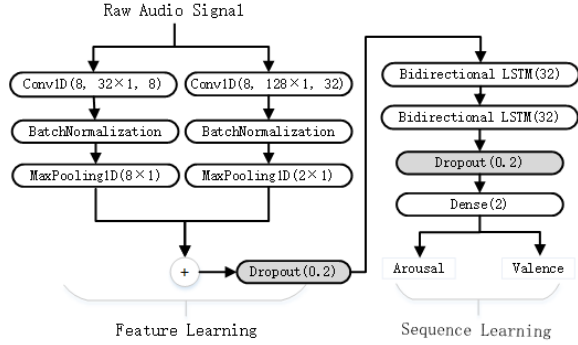 Raw Audio Signal
Conv1D(8, 32×1, 8)
Conv1D(8, 128×1, 32)
BatchNormalization
BatchNormalization
MaxPooling1D(8×1)
MaxPooling1D(2×1)
+
Dropout(0.2)
Feature Learning
Bidirectional LSTM(32)
Bidirectional LSTM(32)
Dropout(0.2)
Dense(2)
Arousal
Valence
Sequence Learning